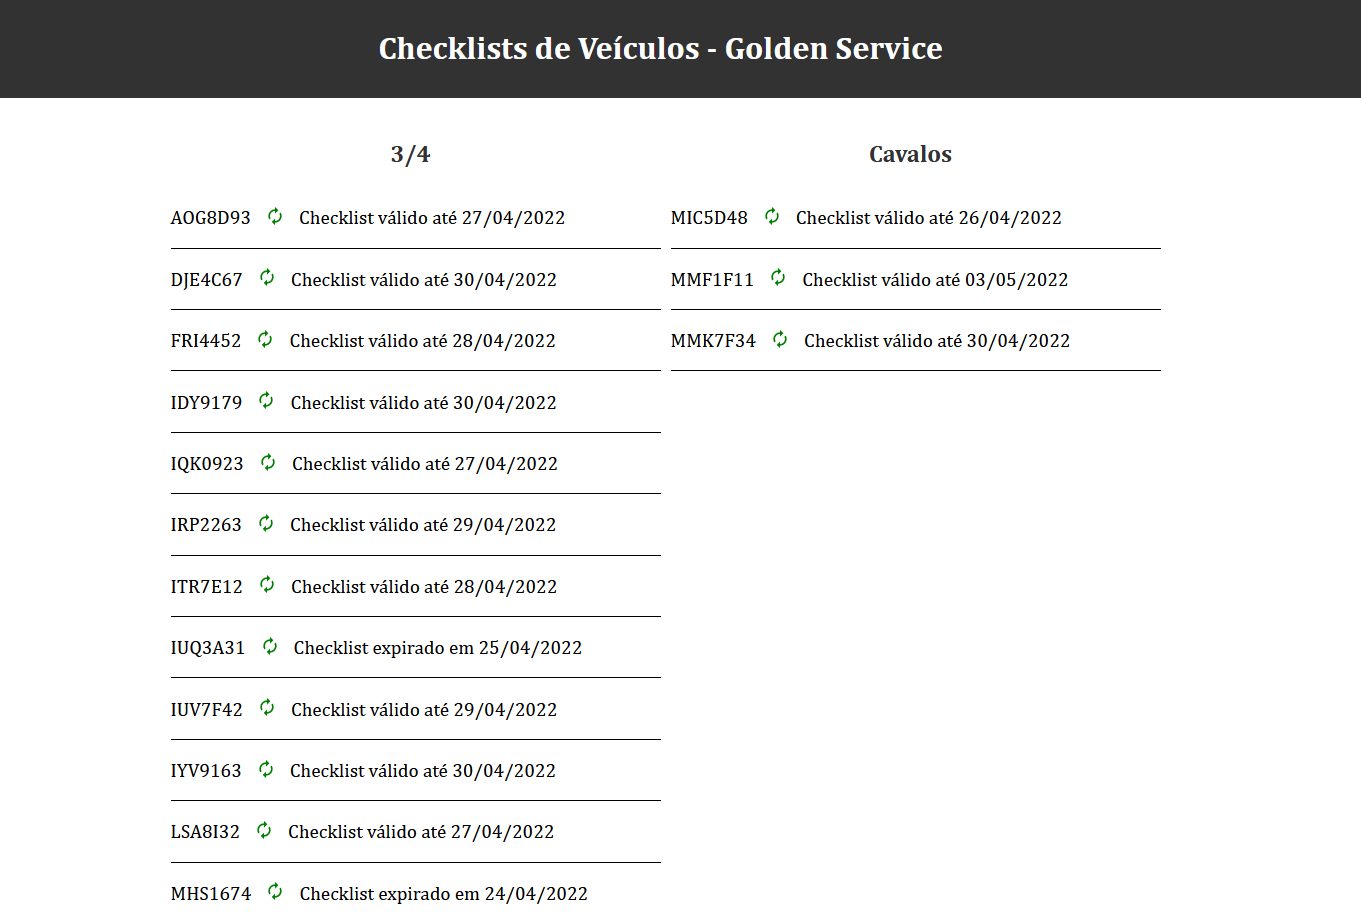 Checklists de Veículos - Golden Service
3/4
AOG8D93 Checklist válido até 27/04/2022
DJE4C67 Checklist válido até 30/04/2022
FRI4452 Checklist válido até 28/04/2022
IDY9179 Checklist válido até 30/04/2022
IQK0923 Checklist válido até 27/04/2022
IRP2263 Checklist válido até 29/04/2022
ITR7E12 Checklist válido até 28/04/2022
IUQ3A31 Checklist expirado em 25/04/2022
IUV7F42 Checklist válido até 29/04/2022
IYV9163 Checklist válido até 30/04/2022
LSA8I32 Checklist válido até 27/04/2022
MHS1674 Checklist expirado em 24/04/2022
Cavalos
MIC5D48 Checklist válido até 26/04/2022
MMF1F11 Checklist válido até 03/05/2022
MMK7F34 Checklist válido até 30/04/2022